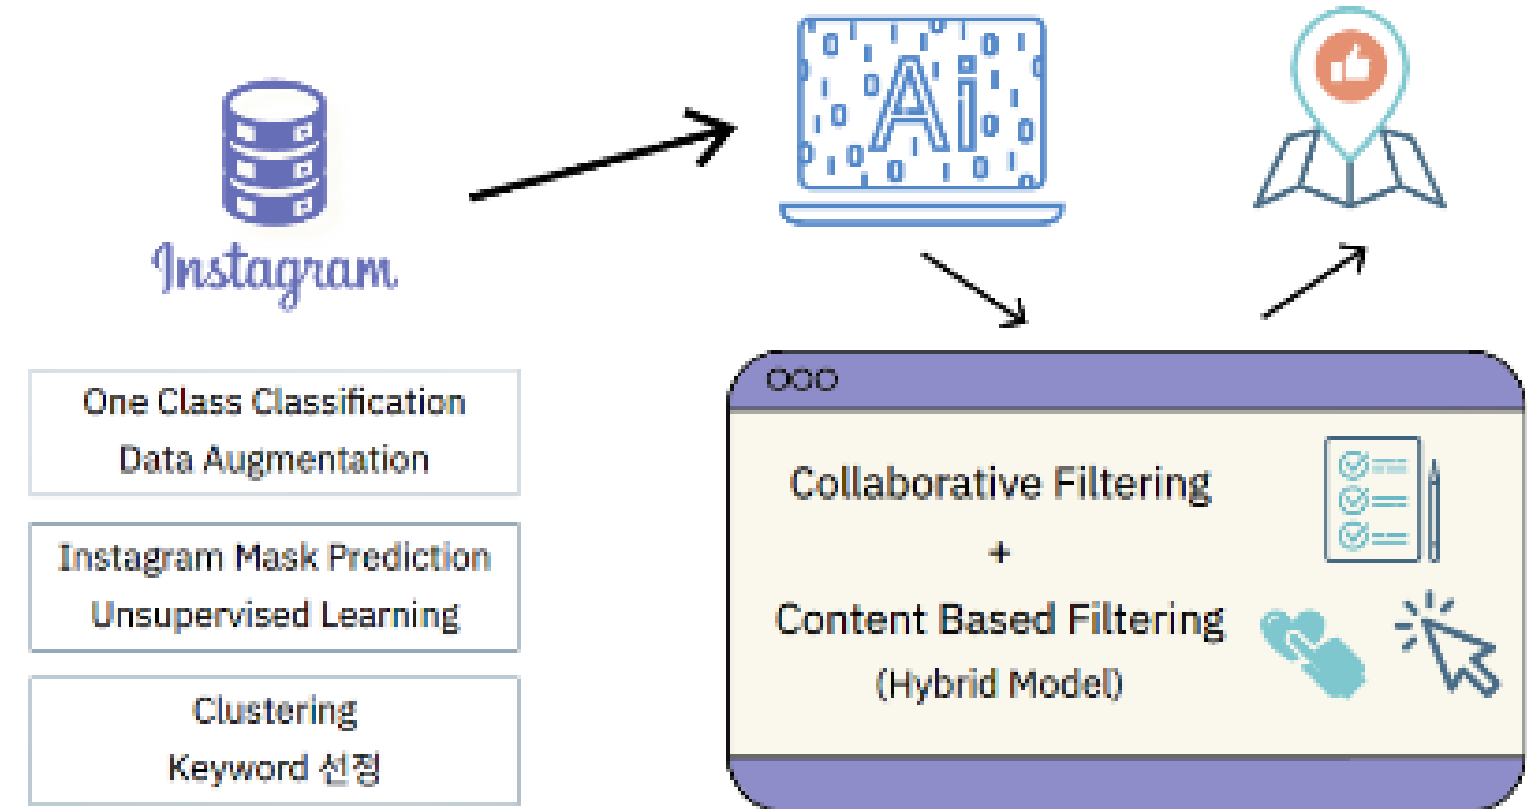 Ai
Instagram
One Class Classification
Data Augmentation
Instagram Mask Prediction
Unsupervised Learning
Clustering
Keyword 선정
Collaborative Filtering
+
Content Based Filtering
(Hybrid Model)